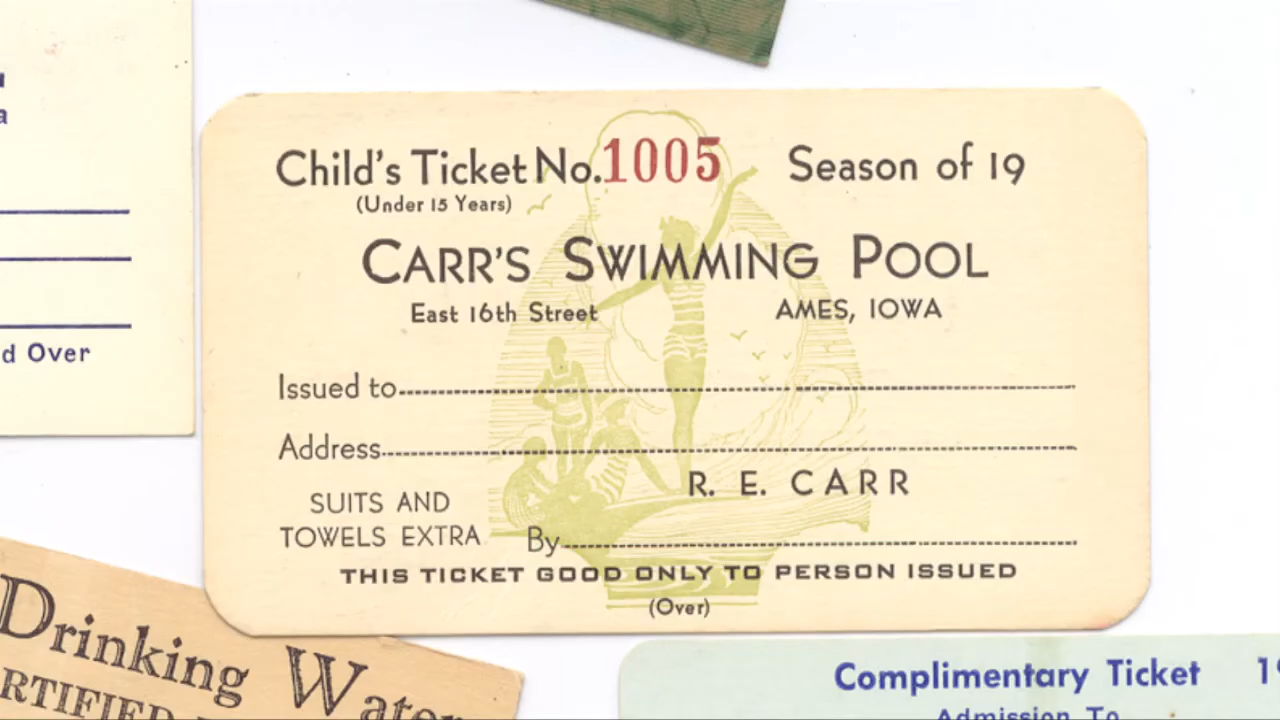 a
d Over
Child's Ticket No. 1005 Season of 19
(Under 15 Years)
CARR'S SWIMMING POOL
East 16th Street AMES, IOWA
Issued to
Address
R. E. CARR
SUITS AND
TOWELS EXTRA By
THIS TICKET GOOD ONLY TO PERSON ISSUED
(Over)
Drinking Water
Complimentary Ticket 19
Admission To